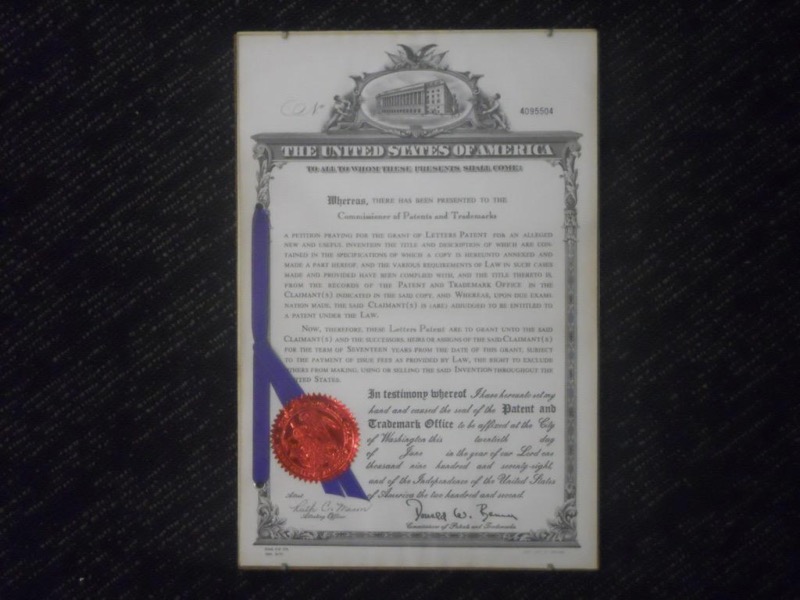 No
4095504
THE UNITED STATES OF AMERICA
TO ALL TO WHOM THESE PRESENTS SHALL COME:
Whereas, THERE HAS BEEN PRESENTED TO THE
Commissioner of Patents and Trademarks
A PETITION PRAYING FOR THE GRANT OF LETTERS PATENT FOR AN ALLEGED
NEW AND USEFUL INVENTION THE TITLE AND DESCRIPTION OF WHICH ARE CON-
TAINED IN THE SPECIFICATIONS OF WHICH A COPY IS HEREUNTO ANNEXED AND
MADE A PART HEREOF, AND THE VARIOUS REQUIREMENTS OF LAW IN SUCH CASES
MADE AND PROVIDED HAVE BEEN COMPLIED WITH, AND THE TITLE THERETO IS,
FROM THE RECORDS OF THE PATENT AND TRADEMARK OFFICE IN THE
CLAIMANT(S) INDICATED IN THE SAID COPY, AND WHEREAS, UPON DUE EXAMI-
NATION MADE, THE SAID CLAIMANT(S) IS (ARE) ADJUDGED TO BE ENTITLED TO
A PATENT UNDER THE LAW.
NOW, THEREFORE, THESE Letters Patent ARE TO GRANT UNTO THE SAID
CLAIMANT(S) AND THE SUCCESSORS, HEIRS OR ASSIGNS OF THE SAID CLAIMANT(S)
FOR THE TERM OF SEVENTEEN YEARS FROM THE DATE OF THIS GRANT, SUBJECT
TO THE PAYMENT OF ISSUE FEES AS PROVIDED BY LAW, THE RIGHT TO EXCLUDE
OTHERS FROM MAKING, USING OR SELLING THE SAID INVENTION THROUGHOUT THE
UNITED STATES.
In testimony whereof I have hereunto set my
hand and caused the seal of the Patent and
Trademark Office to be affixed at the City
of Washington this twentieth day
of June in the year of our Lord one
thousand nine hundred and seventy-eight,
and of the Independence of the United States
of America the two hundred and second.
Attest:
Ruth C. Mason
Attesting Officer
Donald W. Banner
Commissioner of Patents and Trademarks